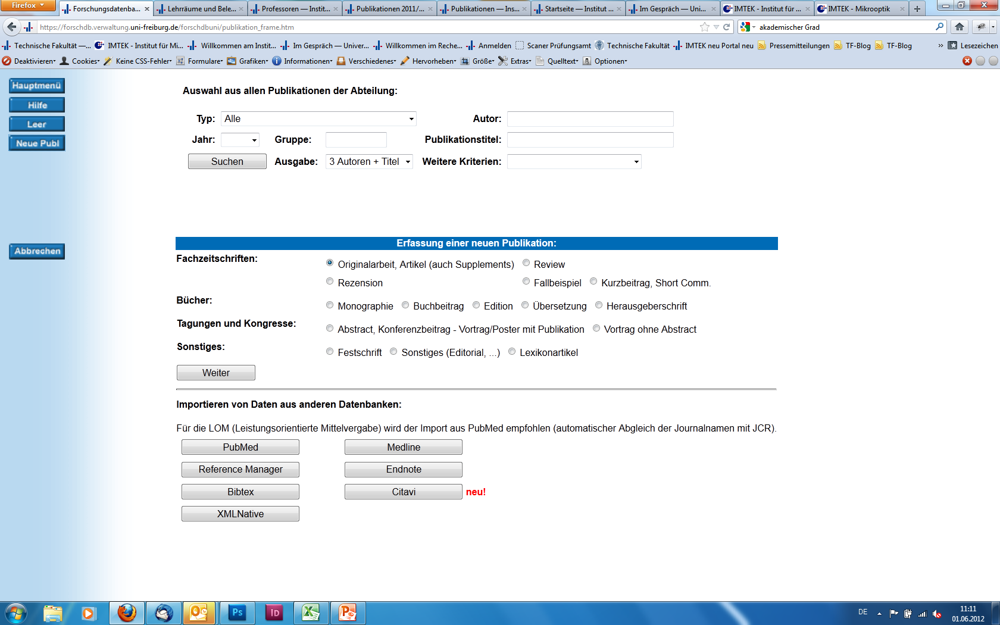 Firefox
Forschungsdatenba...
Lehrräume und Bele...
Professoren — Instit...
Publikationen 2011/...
Publikationen — Ins...
Startseite — Institut ...
Im Gespräch — Uni...
IMTEK - Institut für ...
IMTEK - Mikrooptik
https://forschdb.verwaltung.uni-freiburg.de/forschdbuni/publikation_frame.htm
akademischer Grad
Technische Fakultät —... IMTEK - Institut für Mi... Willkommen am Instit... Im Gespräch — Univer... Willkommen im Reche... Anmelden Scaner Prüfungsamt Technische Fakultät IMTEK neu Portal neu Pressemitteilungen TF-Blog TF-Blog » Lesezeichen
Deaktivieren Cookies Keine CSS-Fehler Formulare Grafiken Informationen Verschiedenes Hervorheben Größe Extras Quelltext Optionen
Hauptmenü
Hilfe
Leer
Neue Publ
Abbrechen
Auswahl aus allen Publikationen der Abteilung:
Typ: Alle Autor:
Jahr: Gruppe: Publikationstitel:
Suchen Ausgabe: 3 Autoren + Titel Weitere Kriterien:
Erfassung einer neuen Publikation:
Fachzeitschriften: Originalarbeit, Artikel (auch Supplements) Review
Rezension Fallbeispiel Kurzbeitrag, Short Comm.
Bücher: Monographie Buchbeitrag Edition Übersetzung Herausgeberschrift
Tagungen und Kongresse: Abstract, Konferenzbeitrag - Vortrag/Poster mit Publikation Vortrag ohne Abstract
Sonstiges: Festschrift Sonstiges (Editorial, ...) Lexikonartikel
Weiter
Importieren von Daten aus anderen Datenbanken:
Für die LOM (Leistungsorientierte Mittelvergabe) wird der Import aus PubMed empfohlen (automatischer Abgleich der Journalnamen mit JCR).
PubMed Medline
Reference Manager Endnote
Bibtex Citavi neu!
XMLNative
Ps
Id
DE
11:11
01.06.2012